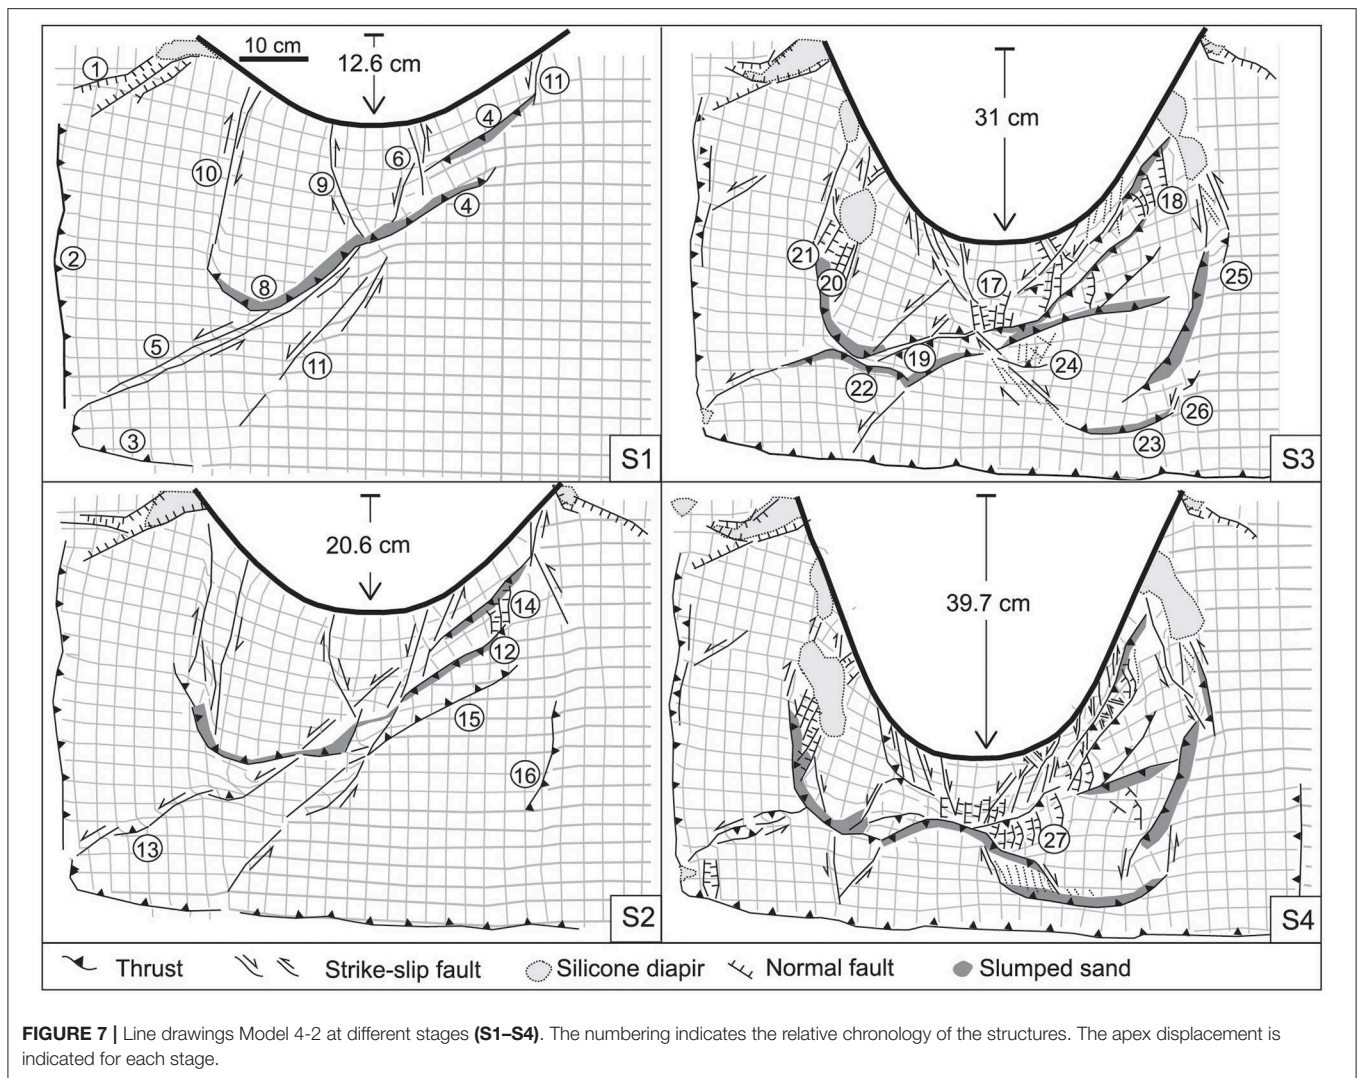 10 cm
12.6 cm
1
11
4
6
10
9
4
2
8
5
11
3
S1
31 cm
18
21
20
17
25
19
24
22
26
23
S3
20.6 cm
14
12
15
16
13
S2
39.7 cm
27
S4
Thrust
Strike-slip fault
Silicone diapir
Normal fault
Slumped sand
FIGURE 7 | Line drawings Model 4-2 at different stages (S1–S4). The numbering indicates the relative chronology of the structures. The apex displacement is
indicated for each stage.